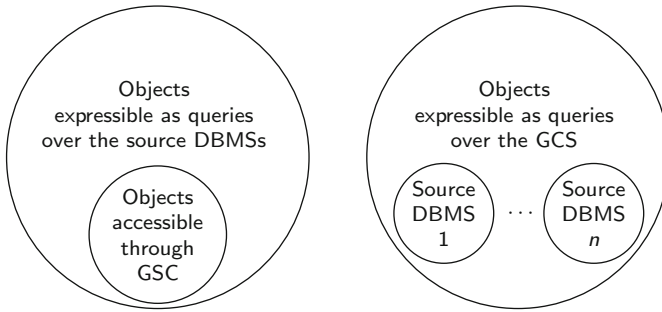 Objects
expressible as queries
over the source DBMSs
Objects
accessible
through
GSC
Objects
expressible as queries
over the GCS
Source
DBMS
1
· · ·
Source
DBMS
n